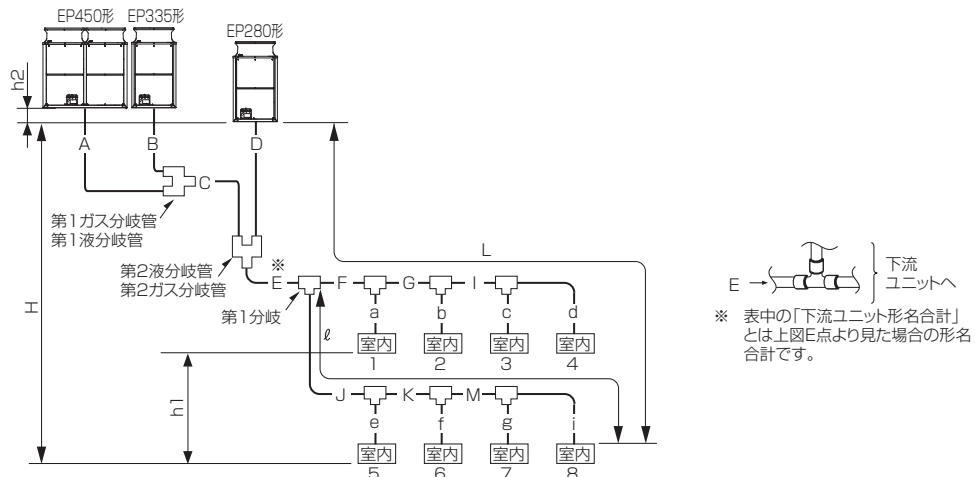 EP450形
EP335形
EP280形
h2
A
B
D
C
第1ガス分岐管
第1液分岐管
第2液分岐管
第2ガス分岐管
※
E
F
G
I
第1分岐
a
b
c
d
室内
室内
室内
室内
1
2
3
4
L
ℓ
H
h1
J
K
M
e
f
g
i
室内
室内
室内
室内
5
6
7
8
E
下流
ユニットへ
※ 表中の「下流ユニット形名合計」
とは上図E点より見た場合の形名
合計です。